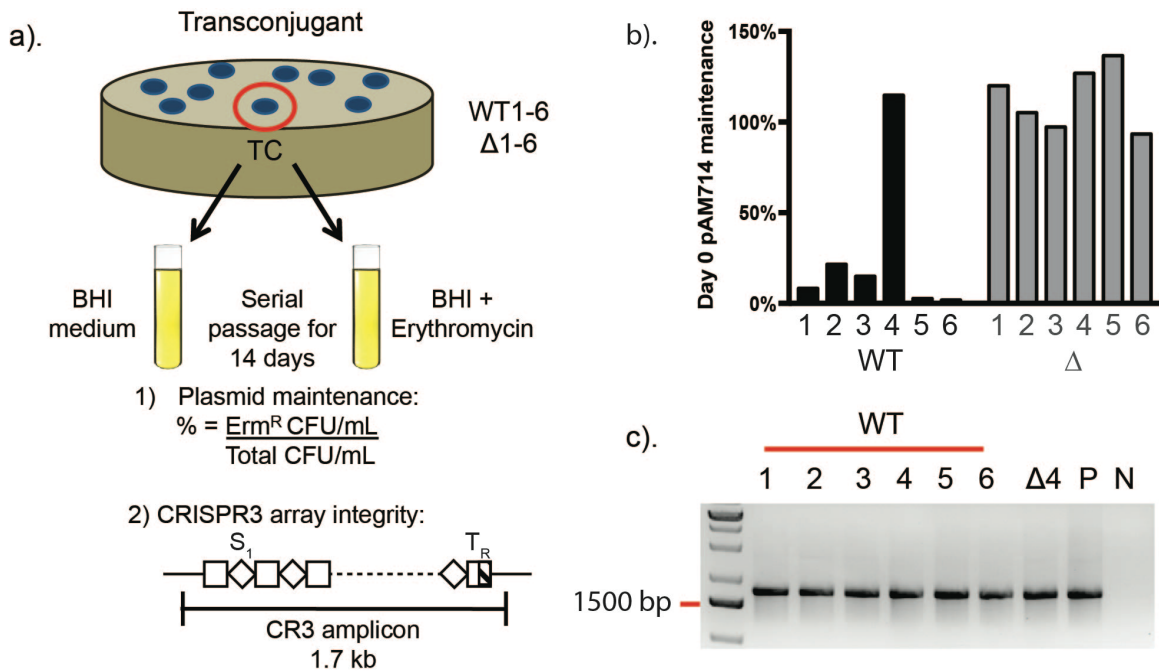 a).
Transconjugant
WT1-6
Δ1-6
TC
BHI
medium
Serial
passage for
14 days
BHI +
Erythromycin
1) Plasmid maintenance:
% = Erm^R CFU/mL
Total CFU/mL
2) CRISPR3 array integrity:
S1 TR
CR3 amplicon
1.7 kb
b).
Day 0 pAM714 maintenance
150%
100%
50%
0%
1 2 3 4 5 6 1 2 3 4 5 6
WT Δ
c).
WT
1 2 3 4 5 6 Δ4 P N
1500 bp